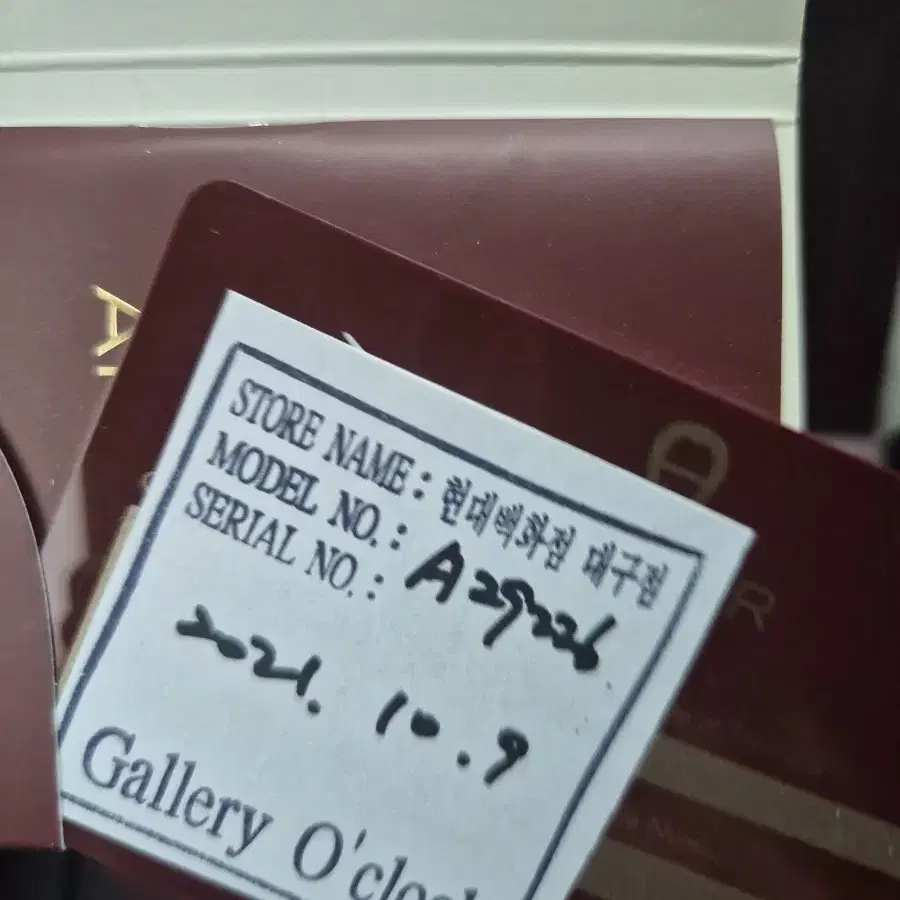 STORE NAME : 현대백화점 대구점
MODEL NO. :
SERIAL NO. : A29226
2021. 10. 9
Gallery O'clock